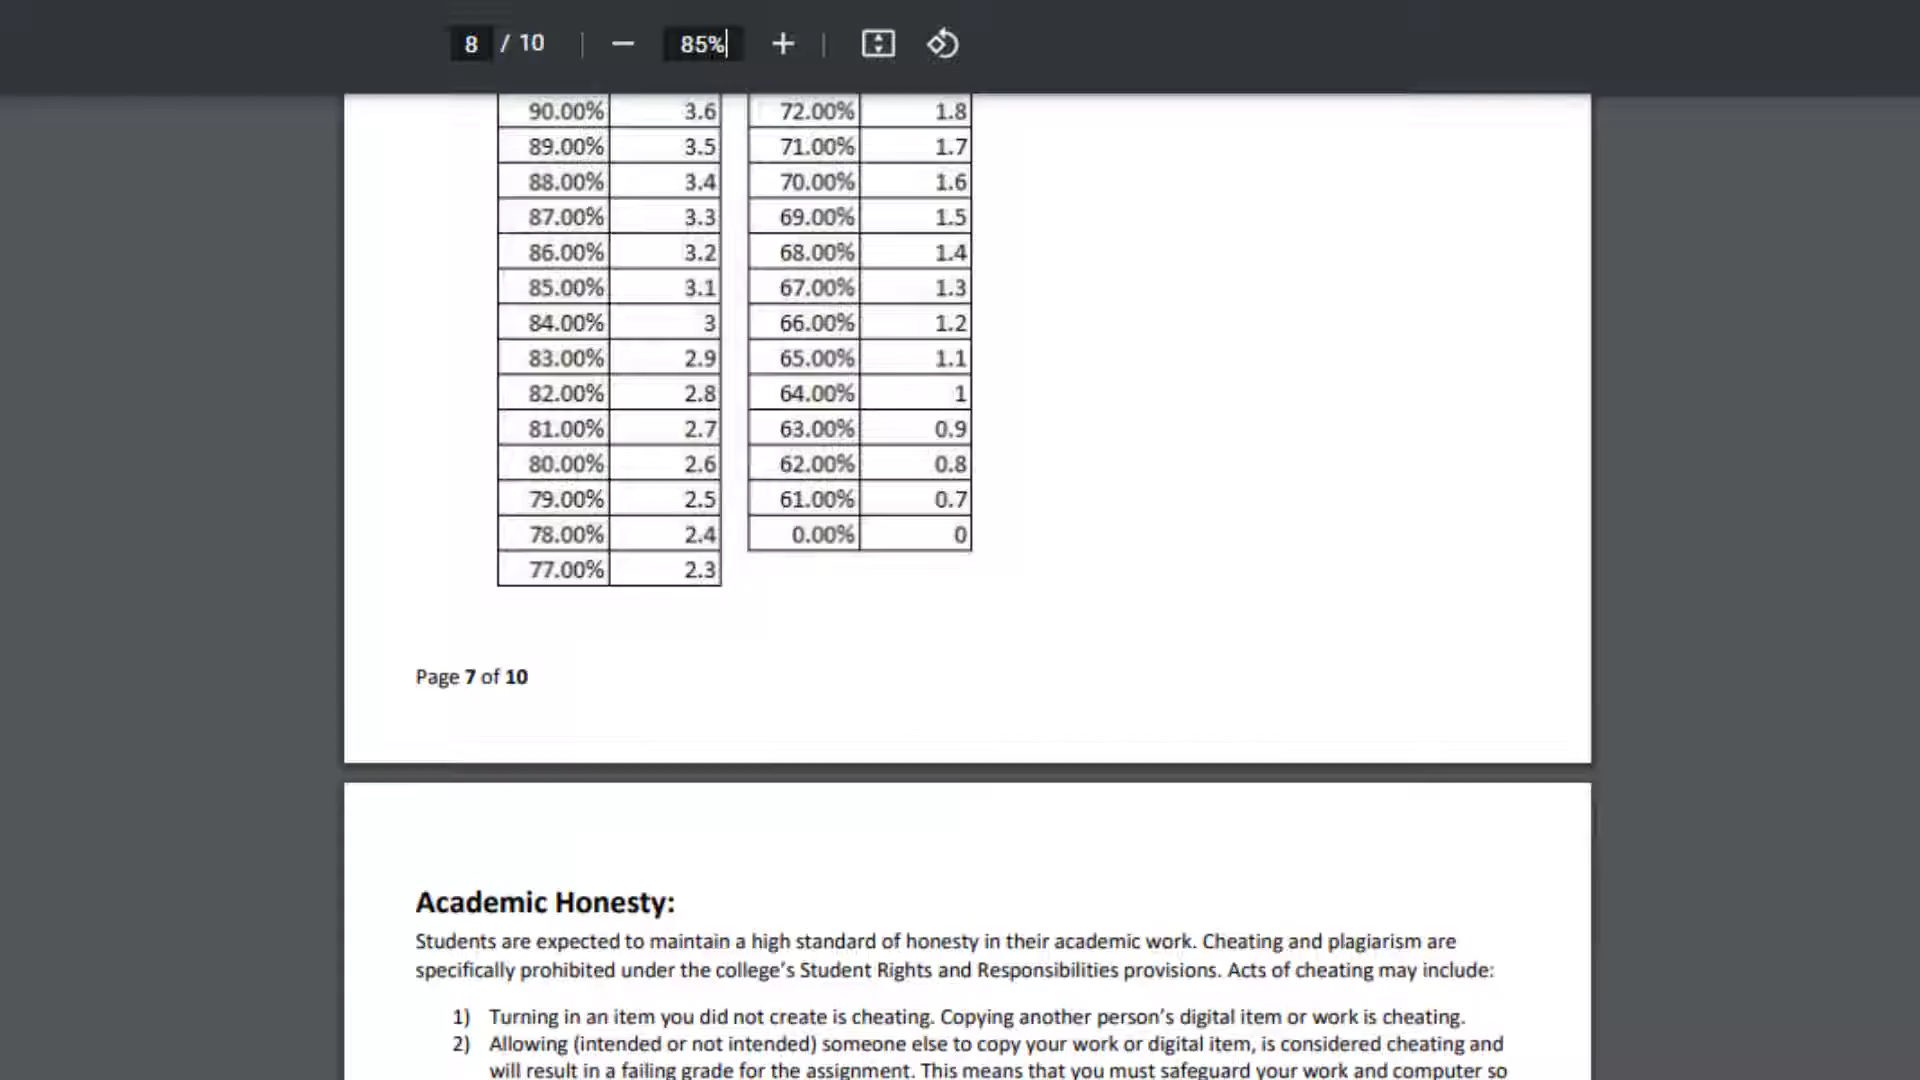 8 / 10 | — 85% + |
90.00% 3.6 72.00% 1.8
89.00% 3.5 71.00% 1.7
88.00% 3.4 70.00% 1.6
87.00% 3.3 69.00% 1.5
86.00% 3.2 68.00% 1.4
85.00% 3.1 67.00% 1.3
84.00% 3 66.00% 1.2
83.00% 2.9 65.00% 1.1
82.00% 2.8 64.00% 1
81.00% 2.7 63.00% 0.9
80.00% 2.6 62.00% 0.8
79.00% 2.5 61.00% 0.7
78.00% 2.4 0.00% 0
77.00% 2.3
Page 7 of 10
Academic Honesty:
Students are expected to maintain a high standard of honesty in their academic work. Cheating and plagiarism are
specifically prohibited under the college's Student Rights and Responsibilities provisions. Acts of cheating may include:
1) Turning in an item you did not create is cheating. Copying another person's digital item or work is cheating.
2) Allowing (intended or not intended) someone else to copy your work or digital item, is considered cheating and
will result in a failing grade for the assignment. This means that you must safeguard your work and computer so